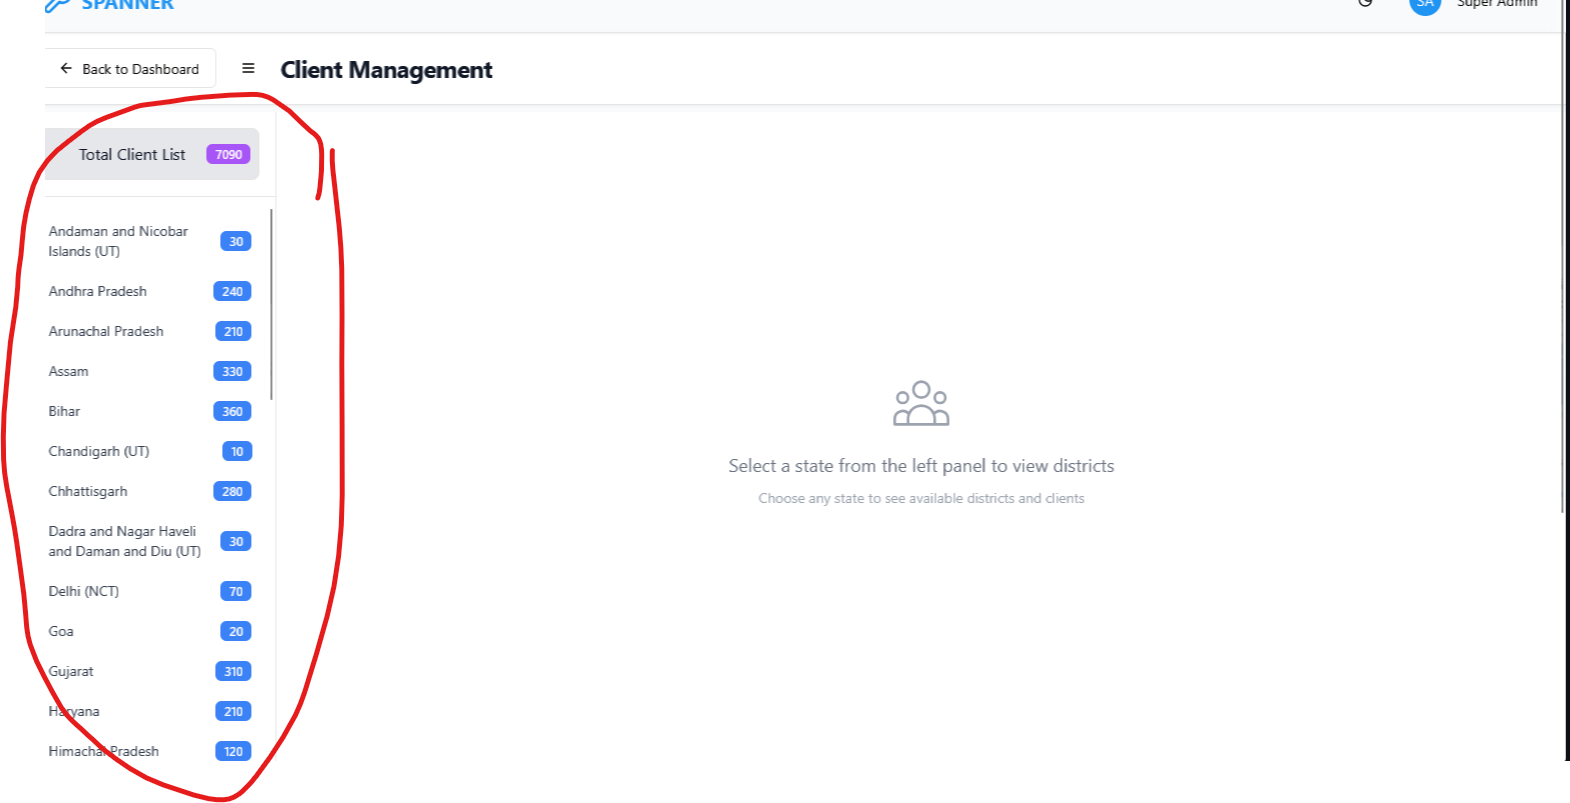 SPANNER
SA Super Admin
Back to Dashboard
Client Management
Total Client List 7090
Andaman and Nicobar
Islands (UT) 30
Andhra Pradesh 240
Arunachal Pradesh 210
Assam 330
Bihar 360
Chandigarh (UT) 10
Chhattisgarh 280
Dadra and Nagar Haveli
and Daman and Diu (UT) 30
Delhi (NCT) 70
Goa 20
Gujarat 310
Haryana 210
Himachal Pradesh 120
Select a state from the left panel to view districts
Choose any state to see available districts and clients